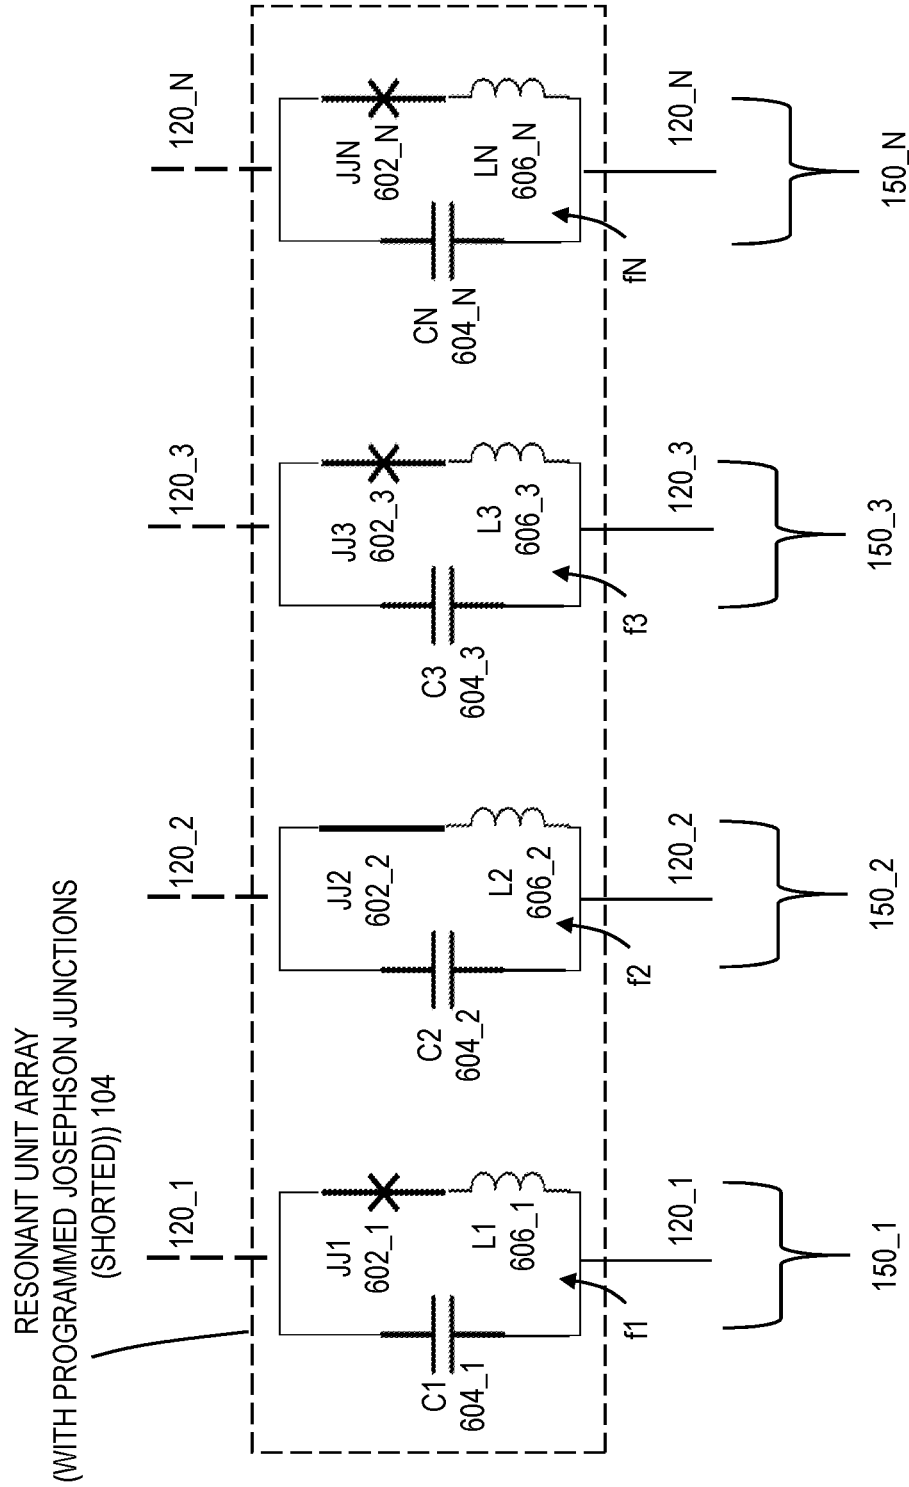 RESONANT UNIT ARRAY
(WITH PROGRAMMED JOSEPHSON JUNCTIONS
(SHORTED)) 104
120_1
120_2
120_3
120_N
JJ1
602_1
C1
604_1
L1
606_1
f1
120_1
150_1
JJ2
602_2
C2
604_2
L2
606_2
f2
120_2
150_2
JJ3
602_3
C3
604_3
L3
606_3
f3
120_3
150_3
JJN
602_N
CN
604_N
LN
606_N
fN
120_N
150_N